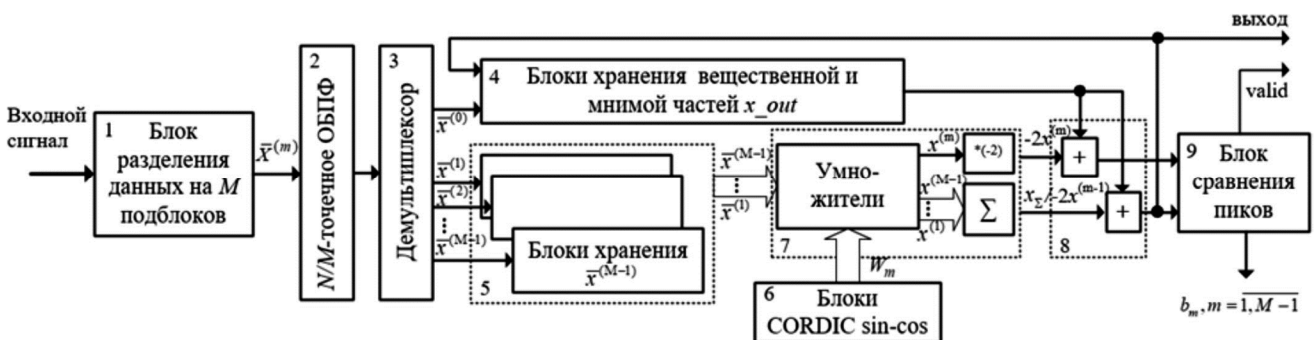 Входной
сигнал
1 Блок
разделения
данных на M
подблоков
X̅⁽ᵐ⁾
2
N/M-точечное ОБПФ
3
Демультиплексор
x̅⁽⁰⁾
x̅⁽¹⁾
x̅⁽²⁾
⋮
x̅⁽ᴹ⁻¹⁾
4 Блоки хранения вещественной и
мнимой частей x_out
5
Блоки хранения
x̅⁽ᴹ⁻¹⁾
x̅⁽ᴹ⁻¹⁾
⋮
x̅⁽¹⁾
Умно-
жители
7
W_m
6 Блоки
CORDIC sin-cos
x⁽ᵐ⁾
*(-2)
-2x⁽ᵐ⁾
x⁽ᴹ⁻¹⁾
⋮
x⁽¹⁾
Σ
x_Σ/-2x⁽ᵐ⁻¹⁾
+
+
8
9 Блок
сравнения
пиков
выход
valid
b_m, m = 1, M − 1